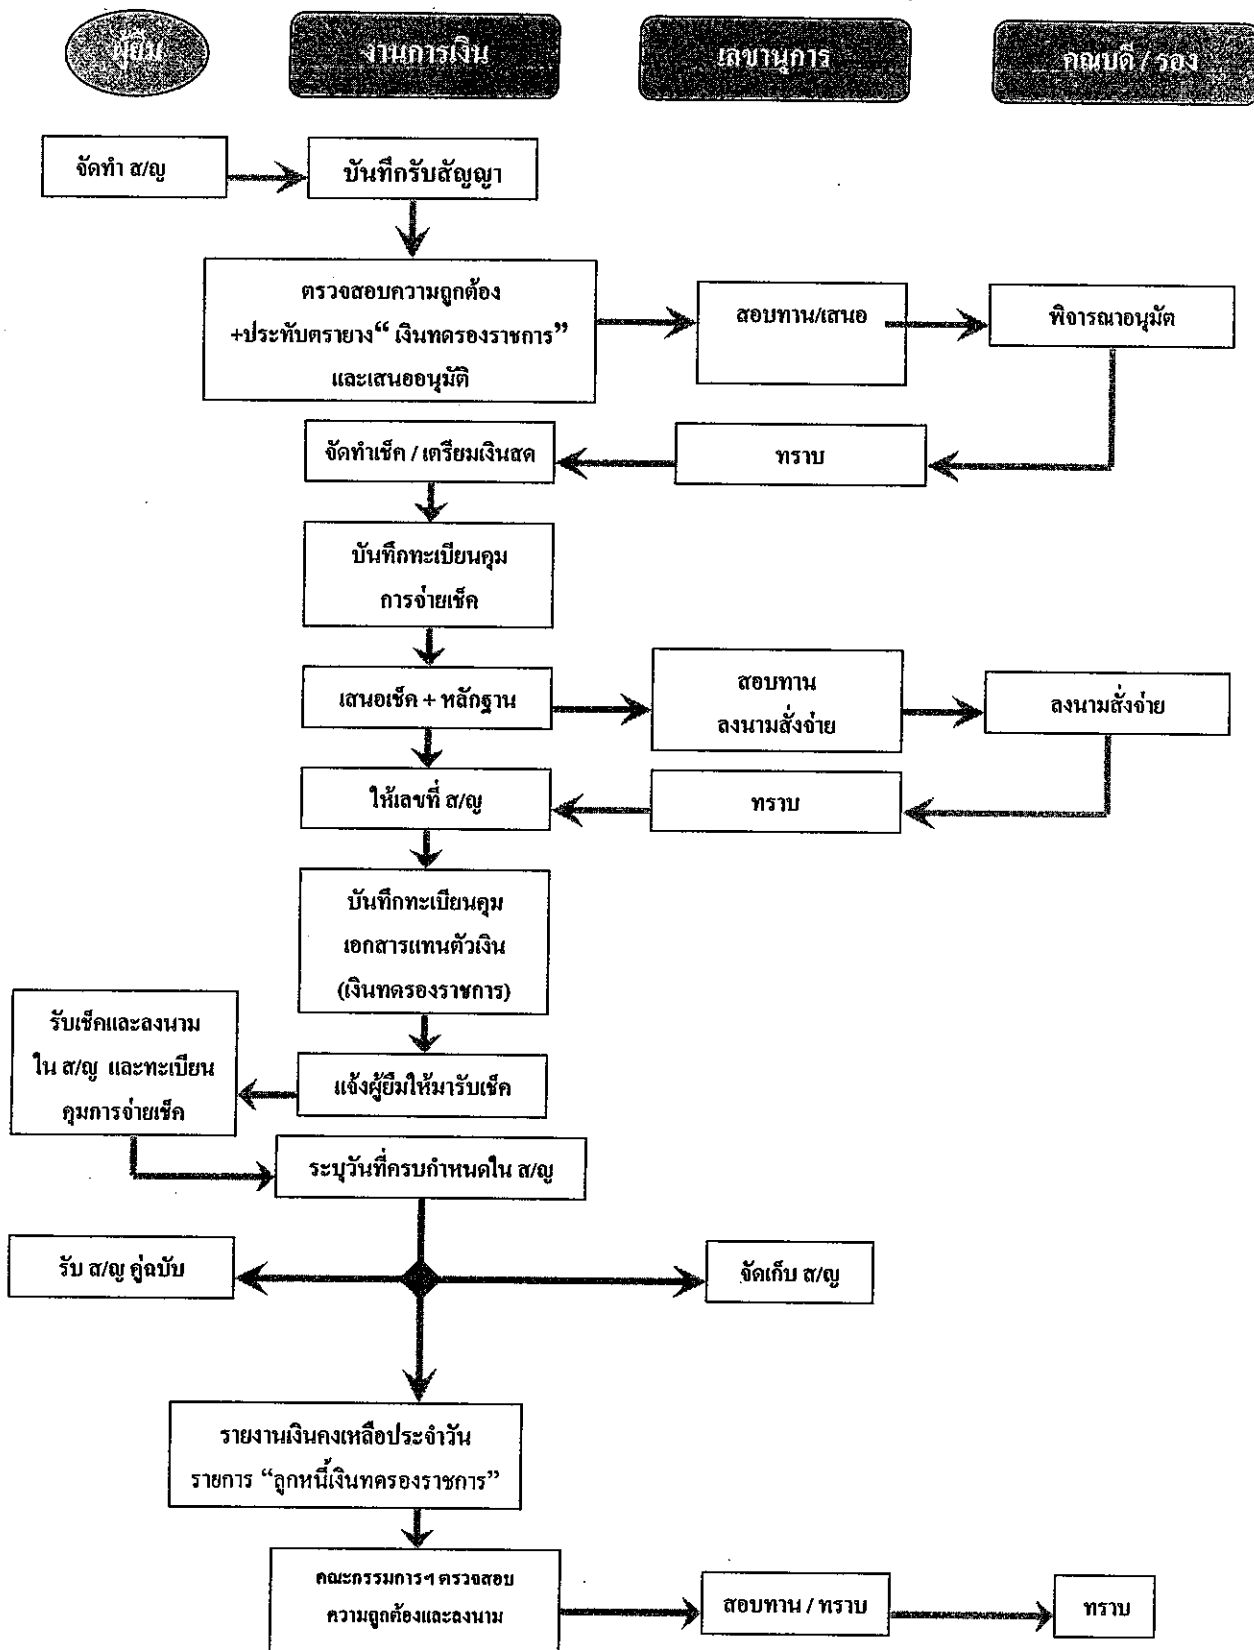 ผู้ยืม
งานการเงิน
เลขานุการ
คณบดี / รอง
จัดทำ ส/ญ
บันทึกรับสัญญา
ตรวจสอบความถูกต้อง
+ประทับตรายาง“ เงินทดรองราชการ”
และเสนออนุมัติ
สอบทาน/เสนอ
พิจารณาอนุมัต
จัดทำเช็ค / เตรียมเงินสด
ทราบ
บันทึกทะเบียนคุม
การจ่ายเช็ค
เสนอเช็ค + หลักฐาน
สอบทาน
ลงนามสั่งจ่าย
ลงนามสั่งจ่าย
ให้เลขที่ ส/ญ
ทราบ
บันทึกทะเบียนคุม
เอกสารแทนตัวเงิน
(เงินทดรองราชการ)
รับเช็คและลงนาม
ใน ส/ญ และทะเบียน
คุมการจ่ายเช็ค
แจ้งผู้ยืมให้มารับเช็ค
ระบุวันที่ครบกำหนดใน ส/ญ
รับ ส/ญ คู่ฉบับ
จัดเก็บ ส/ญ
รายงานเงินคงเหลือประจำวัน
รายการ “ลูกหนี้เงินทดรองราชการ”
คณะกรรมการฯ ตรวจสอบ
ความถูกต้องและลงนาม
สอบทาน / ทราบ
ทราบ